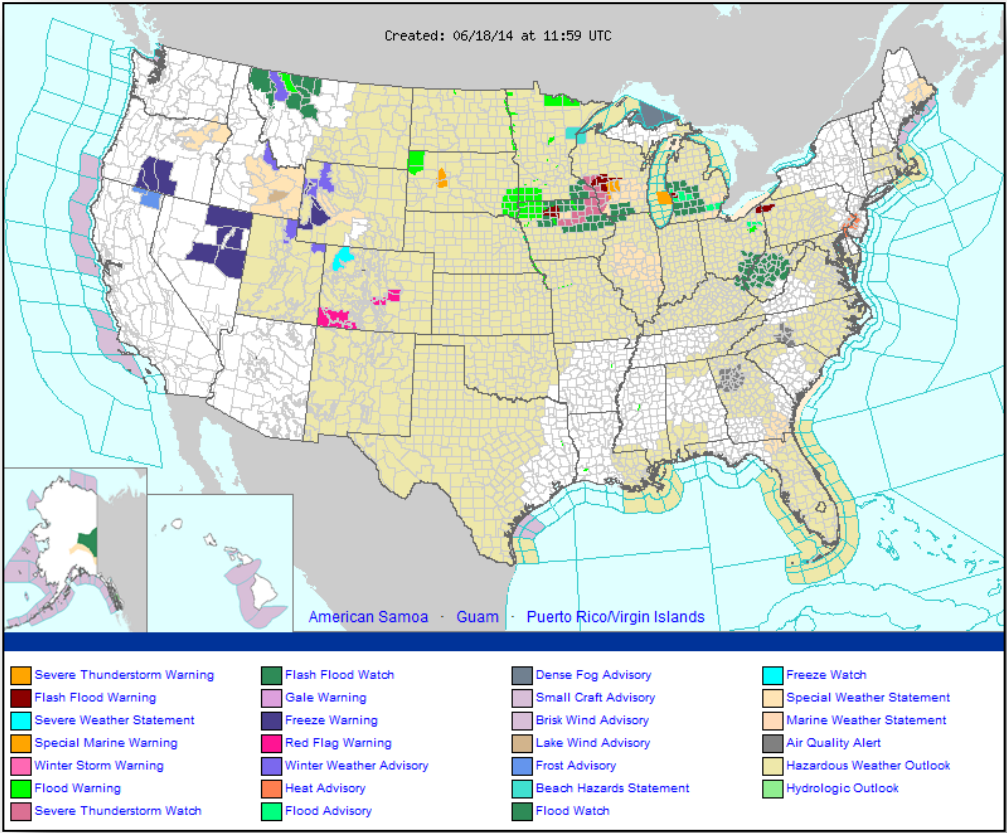 Created: 06/18/14 at 11:59 UTC
American Samoa - Guam - Puerto Rico/Virgin Islands
Severe Thunderstorm Warning
Flash Flood Warning
Severe Weather Statement
Special Marine Warning
Winter Storm Warning
Flood Warning
Severe Thunderstorm Watch
Flash Flood Watch
Gale Warning
Freeze Warning
Red Flag Warning
Winter Weather Advisory
Heat Advisory
Flood Advisory
Dense Fog Advisory
Small Craft Advisory
Brisk Wind Advisory
Lake Wind Advisory
Frost Advisory
Beach Hazards Statement
Flood Watch
Freeze Watch
Special Weather Statement
Marine Weather Statement
Air Quality Alert
Hazardous Weather Outlook
Hydrologic Outlook